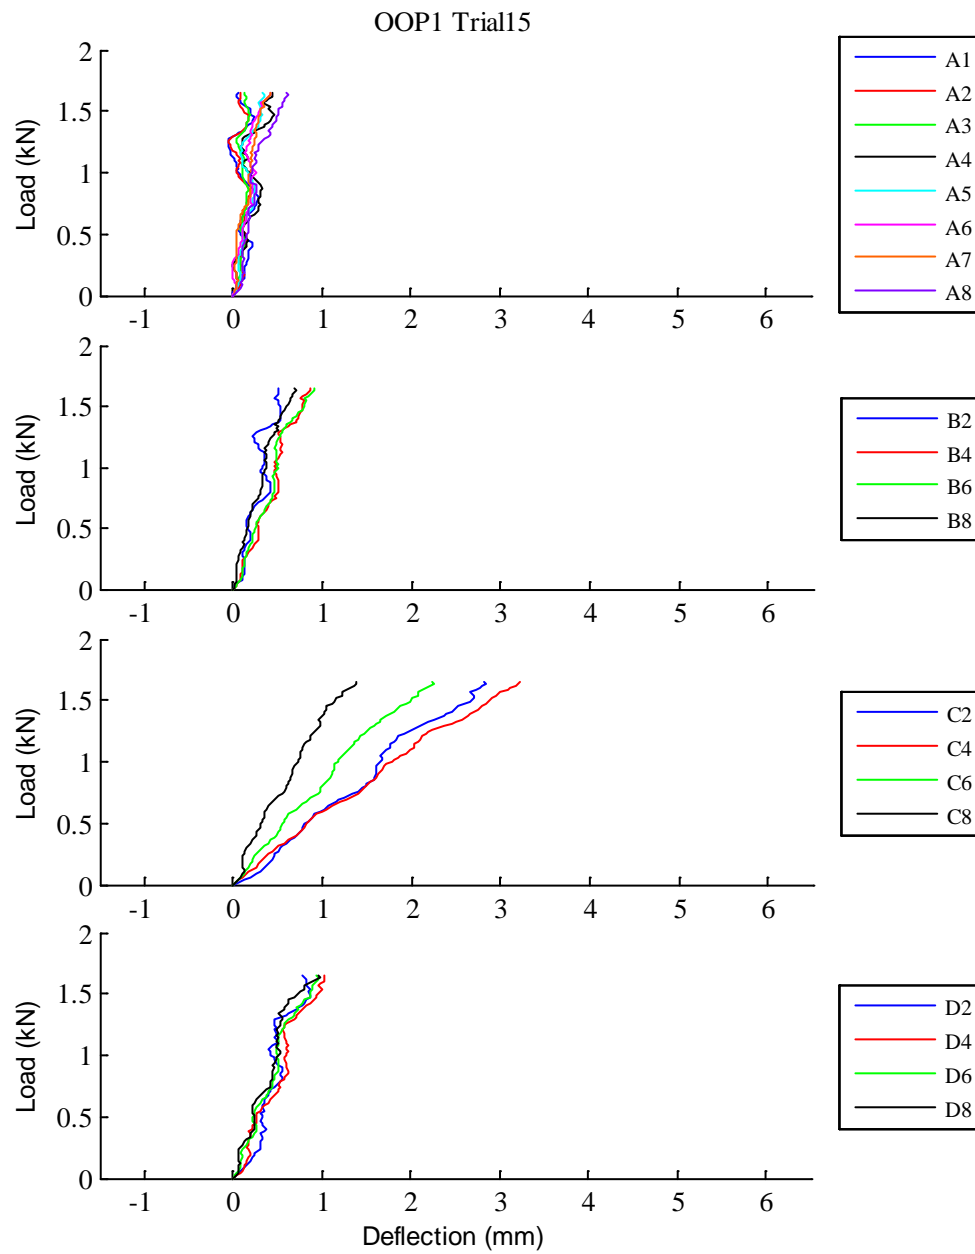 OOP1 Trial15
2
1.5
1
0.5
0
Load (kN)
-1 0 1 2 3 4 5 6
A1
A2
A3
A4
A5
A6
A7
A8
2
1.5
1
0.5
0
Load (kN)
-1 0 1 2 3 4 5 6
B2
B4
B6
B8
2
1.5
1
0.5
0
Load (kN)
-1 0 1 2 3 4 5 6
C2
C4
C6
C8
2
1.5
1
0.5
0
Load (kN)
-1 0 1 2 3 4 5 6
Deflection (mm)
D2
D4
D6
D8